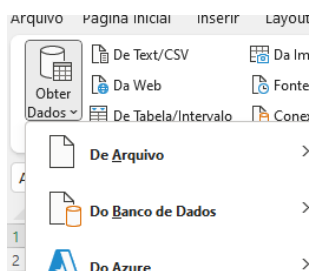 Arquivo Página Inicial Inserir Layout
De Text/CSV Da Im
Obter Da Web Fonte
Dados De Tabela/Intervalo Conex
De Arquivo
Do Banco de Dados
1
2 Do Azure